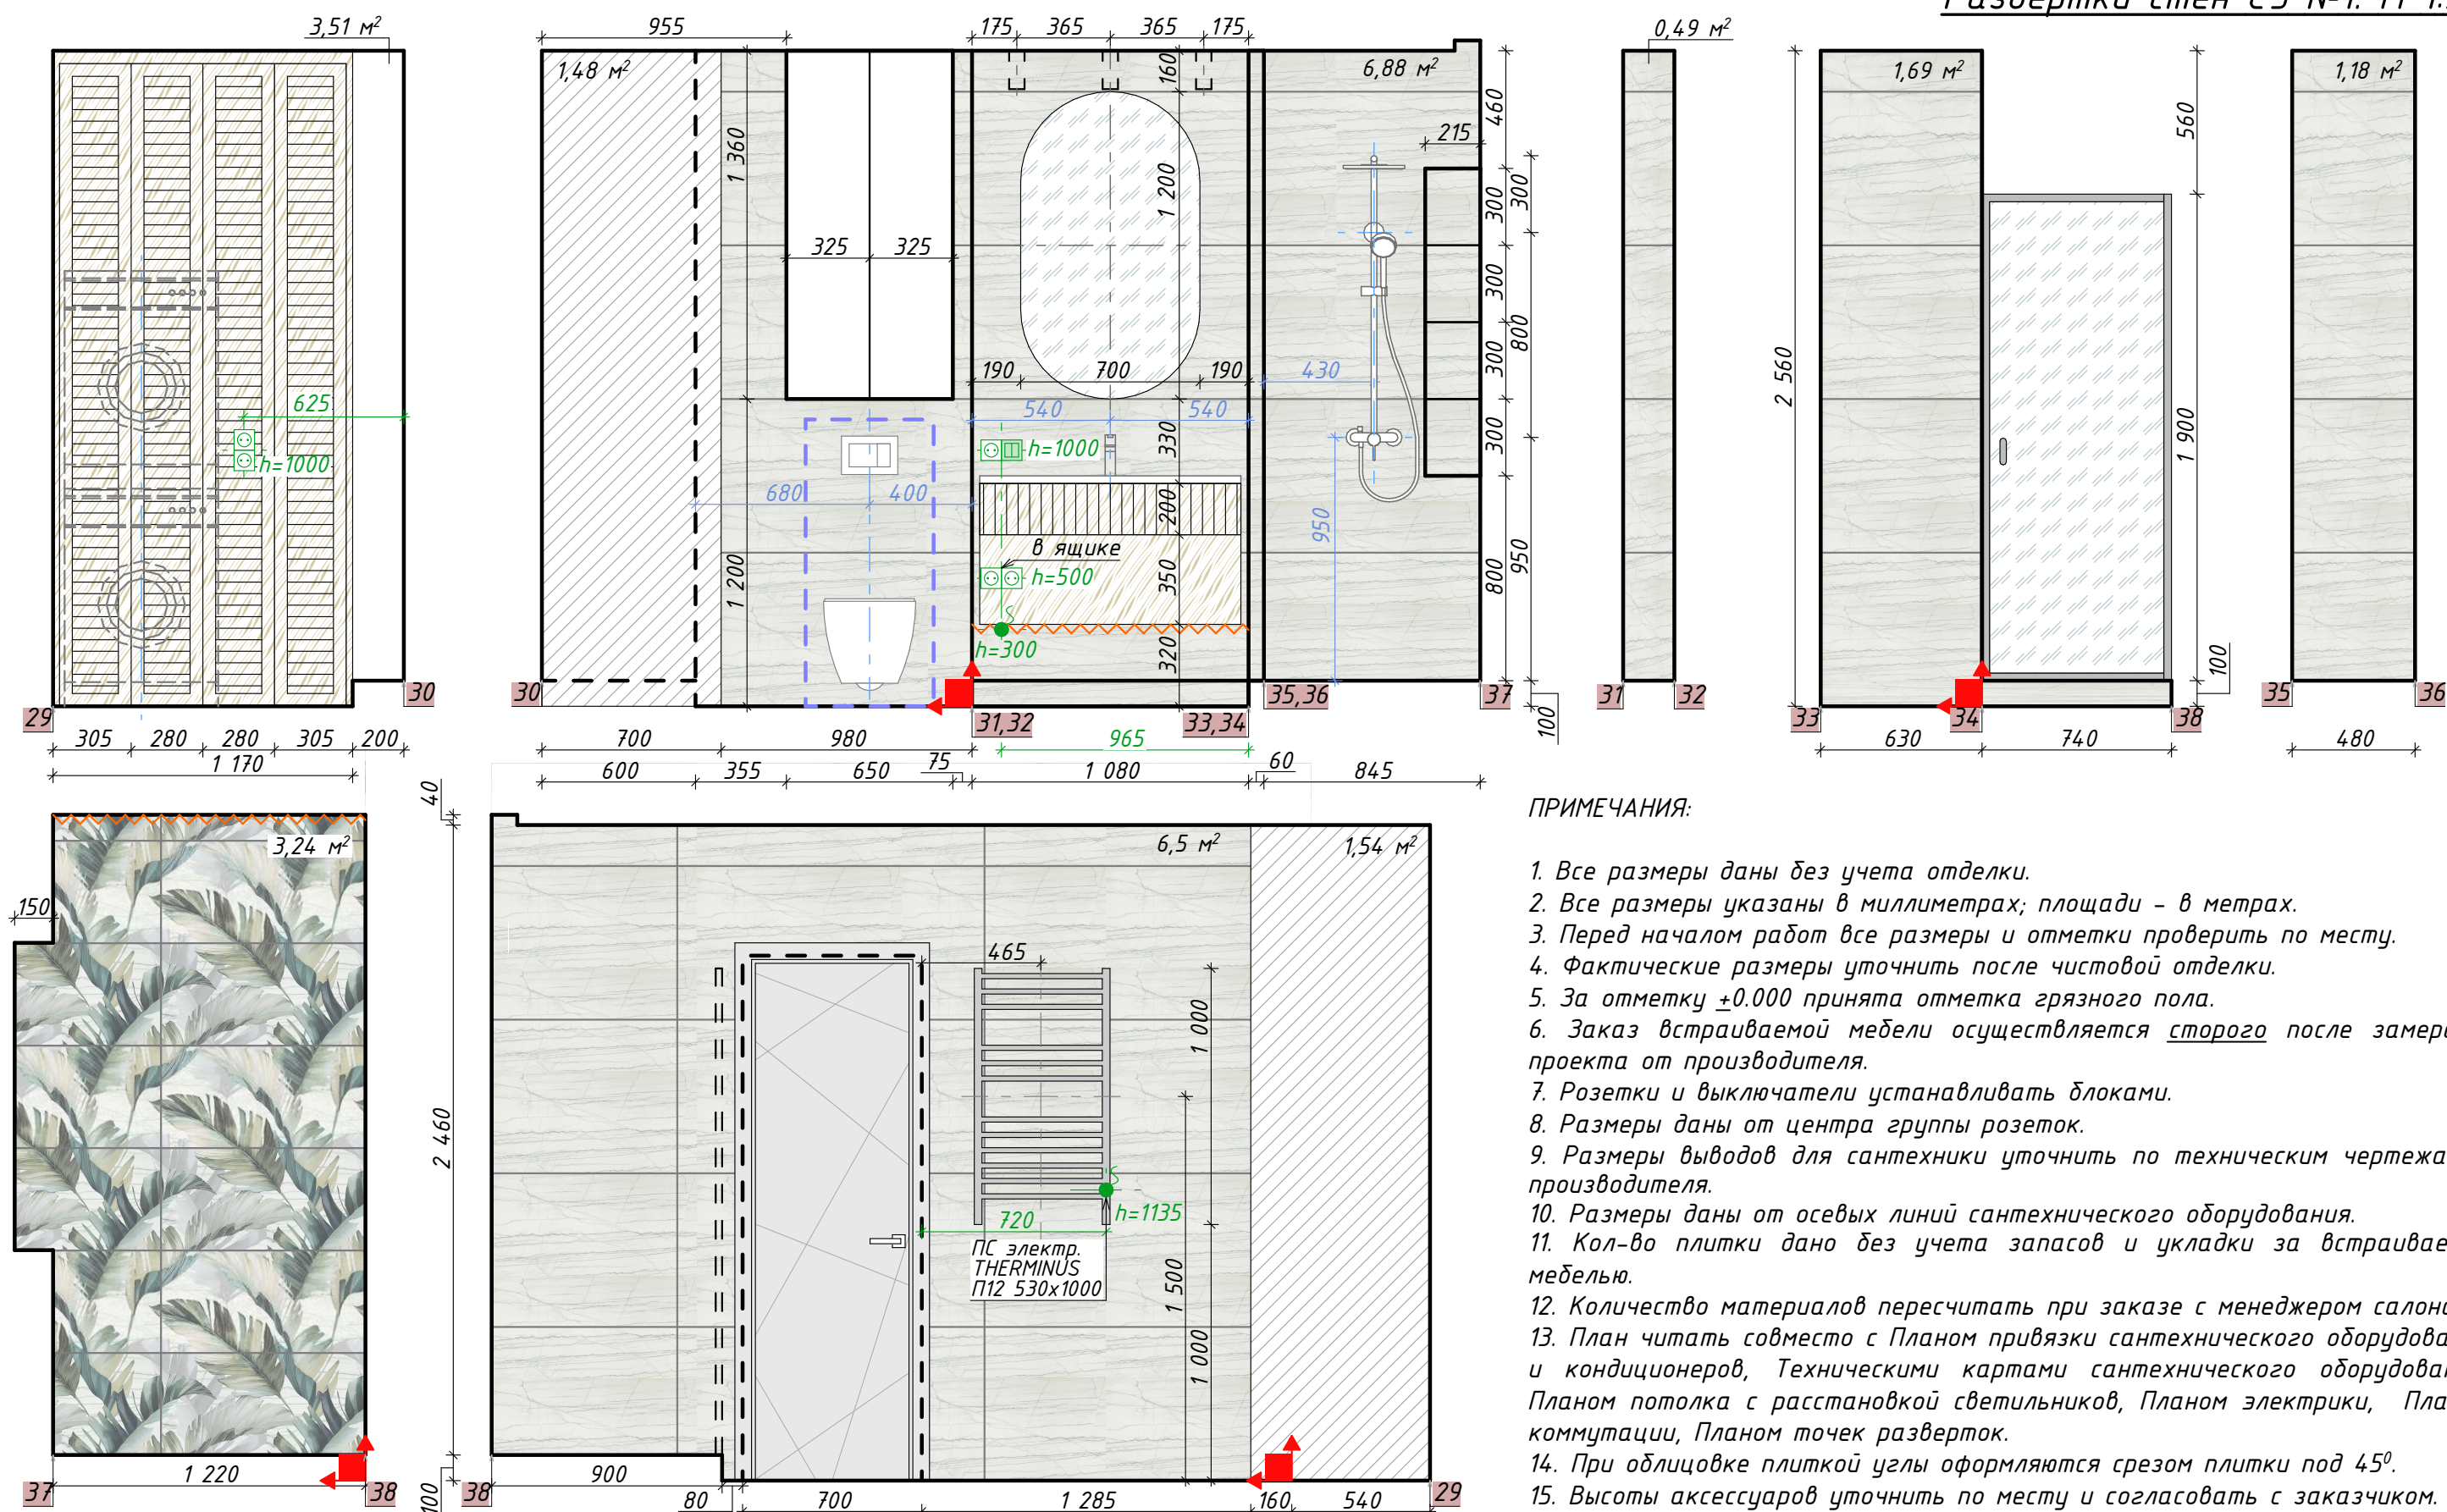 Развертки стен СУ №1.
3,51 м²
625
h=1000
29
30
305
280
280
305
200
1 170
955
175
365
365
175
1,48 м²
6,88 м²
160
460
215
1 360
1 200
325
325
300
300
300
300
300
800
190
700
190
430
540
540
330
h=1000
680
400
200
950
в ящике
h=500
350
1 200
800
950
h=300
320
30
31,32
33,34
35,36
37
100
700
980
965
600
355
650
75
1 080
60
845
0,49 м²
31
32
1,69 м²
560
2 560
1 900
100
33
34
38
630
740
1,18 м²
35
36
480
40
3,24 м²
150
2 460
37
38
1 220
100
6,5 м²
1,54 м²
465
1 000
h=1135
720
ПС электр.
THERMINUS
П12 530х1000
1 500
1 000
38
29
900
80
700
1 285
160
540
ПРИМЕЧАНИЯ:
1. Все размеры даны без учета отделки.
2. Все размеры указаны в миллиметрах; площади - в метрах.
3. Перед началом работ все размеры и отметки проверить по месту.
4. Фактические размеры уточнить после чистовой отделки.
5. За отметку ±0.000 принята отметка грязного пола.
6. Заказ встраиваемой мебели осуществляется сторого после
проекта от производителя.
7. Розетки и выключатели устанавливать блоками.
8. Размеры даны от центра группы розеток.
9. Размеры выводов для сантехники уточнить по техническим
производителя.
10. Размеры даны от осевых линий сантехнического оборудования.
11. Кол-во плитки дано без учета запасов и укладки за
мебелью.
12. Количество материалов пересчитать при заказе с менеджером
13. План читать совместо с Планом привязки сантехнического
и кондиционеров, Техническими картами сантехнического
Планом потолка с расстановкой светильников, Планом электрики,
коммутации, Планом точек разверток.
14. При облицовке плиткой углы оформляются срезом плитки под 45⁰.
15. Высоты аксессуаров уточнить по месту и согласовать с заказчиком.